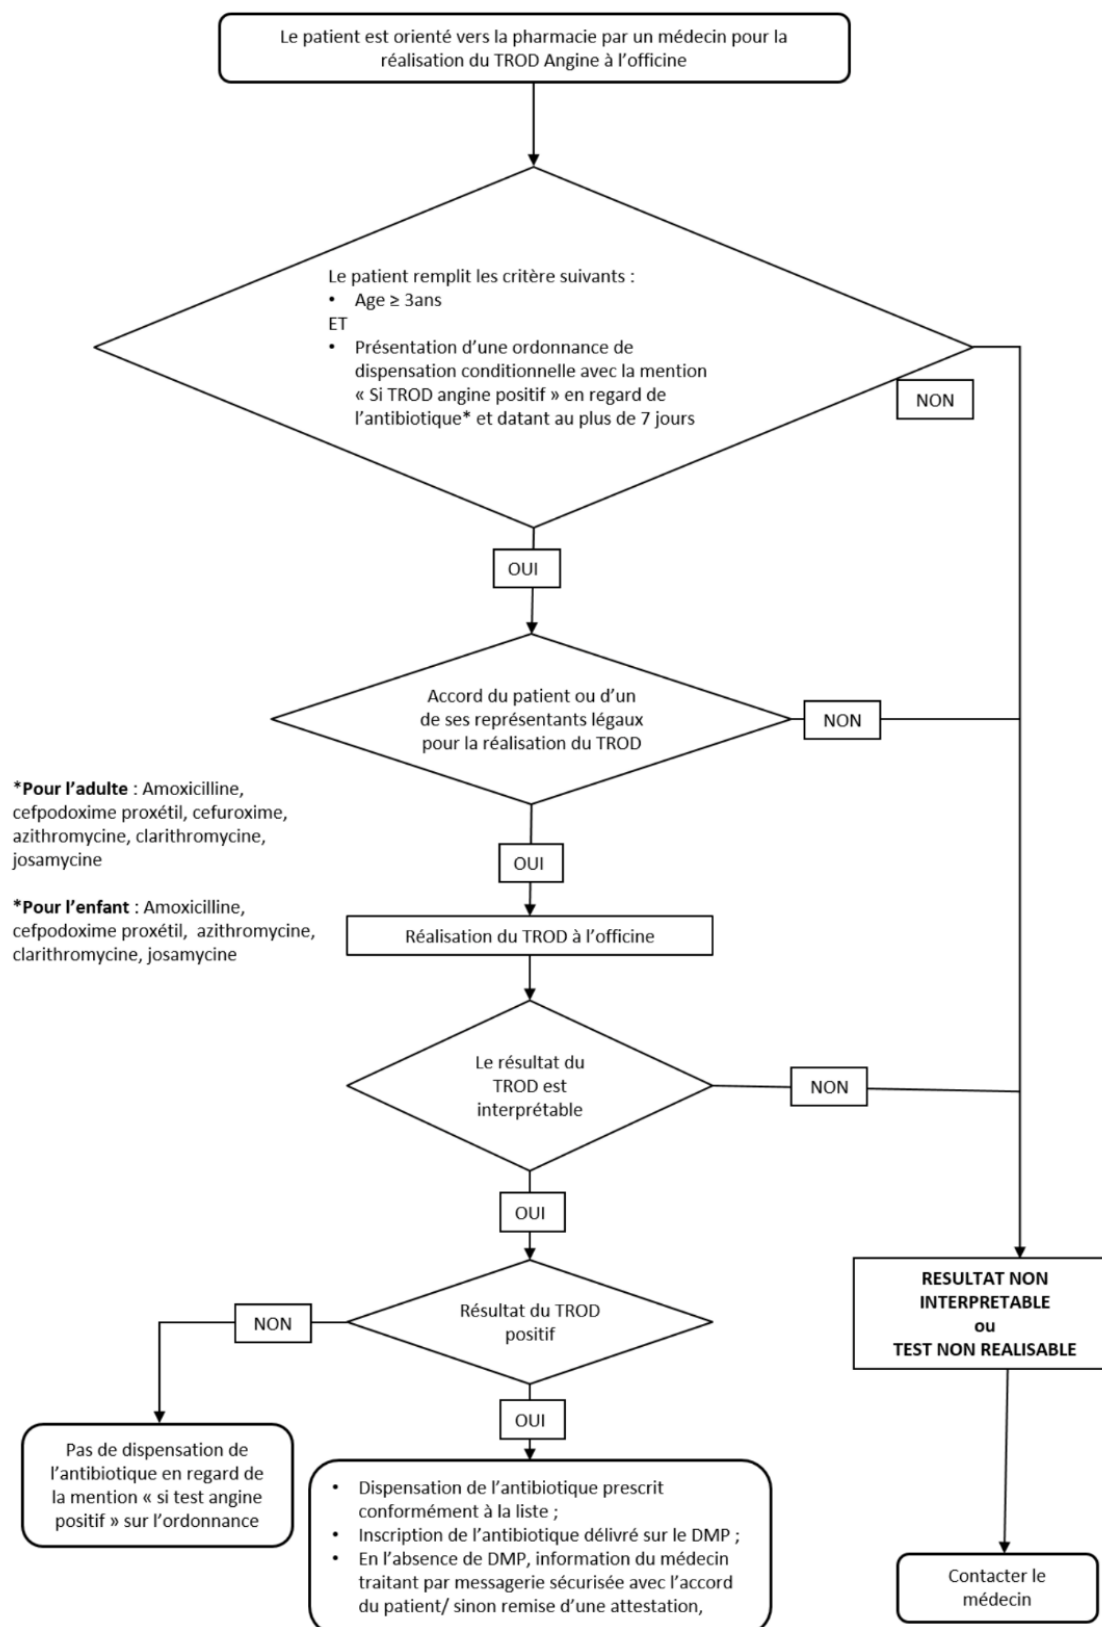 Le patient est orienté vers la pharmacie par un médecin pour la
réalisation du TROD Angine à l’officine
Le patient remplit les critère suivants :
• Age ≥ 3ans
ET
• Présentation d’une ordonnance de
dispensation conditionnelle avec la mention
« Si TROD angine positif » en regard de
l’antibiotique* et datant au plus de 7 jours
NON
OUI
Accord du patient ou d’un
de ses représentants légaux
pour la réalisation du TROD
NON
*Pour l’adulte : Amoxicilline,
cefpodoxime proxétil, cefuroxime,
azithromycine, clarithromycine,
josamycine
OUI
*Pour l’enfant : Amoxicilline,
cefpodoxime proxétil, azithromycine,
clarithromycine, josamycine
Réalisation du TROD à l’officine
Le résultat du
TROD est
interprétable
NON
OUI
Résultat du TROD
positif
NON
RESULTAT NON
INTERPRETABLE
ou
TEST NON REALISABLE
OUI
Pas de dispensation de
l’antibiotique en regard de
la mention « si test angine
positif » sur l’ordonnance
• Dispensation de l’antibiotique prescrit
conformément à la liste ;
• Inscription de l’antibiotique délivré sur le DMP ;
• En l’absence de DMP, information du médecin
traitant par messagerie sécurisée avec l’accord
du patient/ sinon remise d’une attestation,
Contacter le
médecin